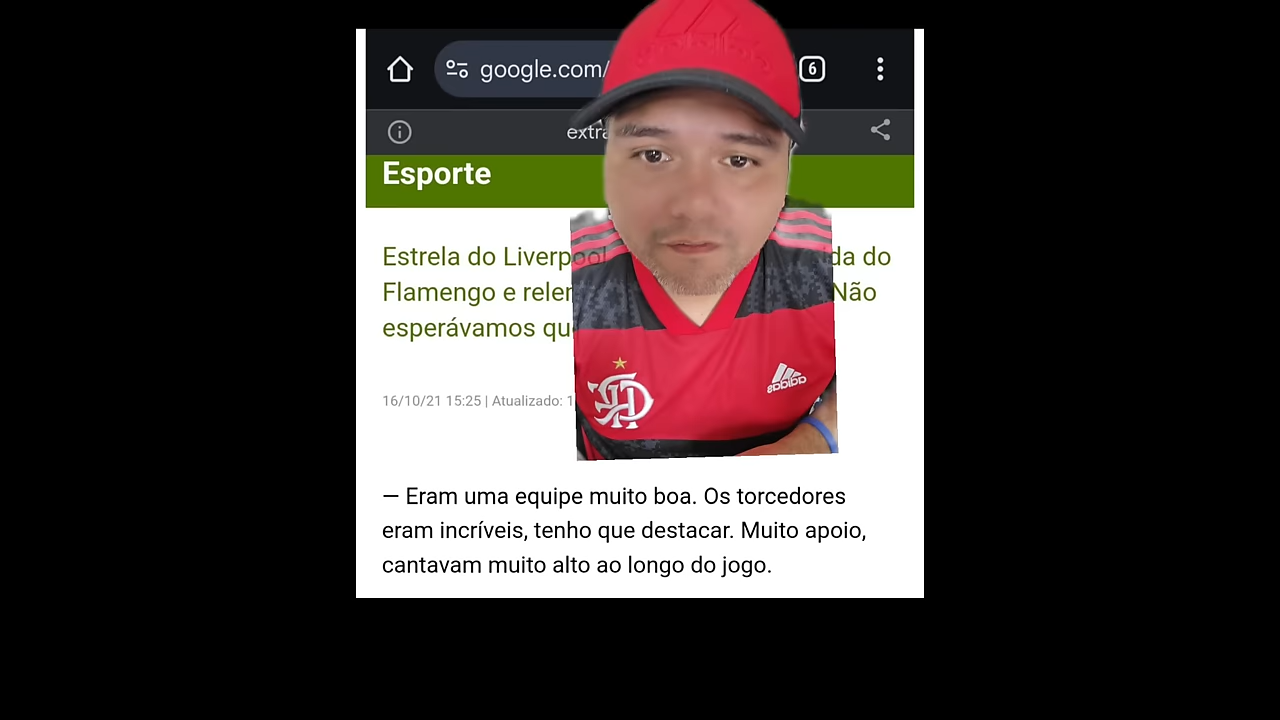 google.com/
6
extra
Esporte
Estrela do Liverpool da do
Flamengo e Não
esperávamos
16/10/21 15:25 | Atualizado: 1
adidas
— Eram uma equipe muito boa. Os torcedores
eram incríveis, tenho que destacar. Muito apoio,
cantavam muito alto ao longo do jogo.